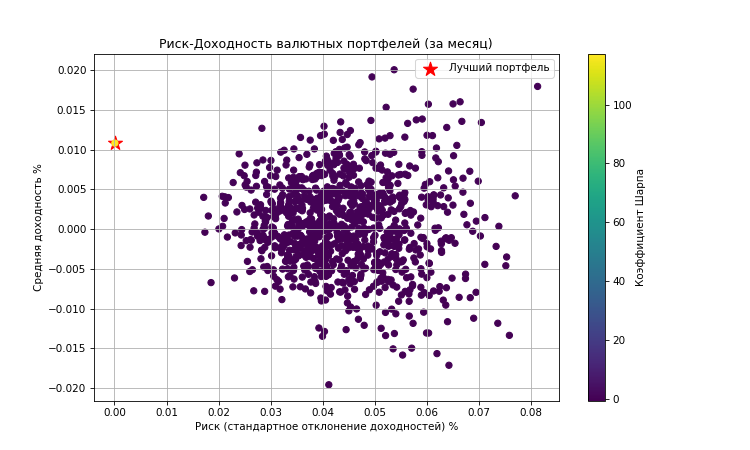 Риск-Доходность валютных портфелей (за месяц)
Лучший портфель
Средняя доходность %
0.020
0.015
0.010
0.005
0.000
−0.005
−0.010
−0.015
−0.020
0.00 0.01 0.02 0.03 0.04 0.05 0.06 0.07 0.08
Риск (стандартное отклонение доходностей) %
100
80
60
40
20
0
Коэффициент Шарпа